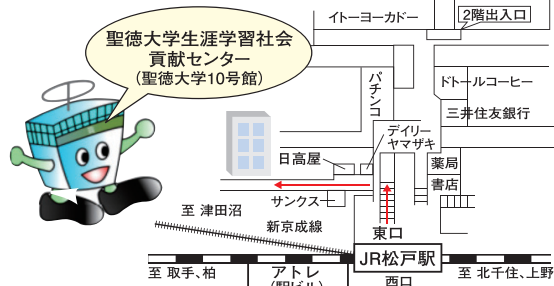 イトーヨーカドー
2階出入口
聖徳大学生涯学習社会
貢献センター
(聖徳大学10号館)
パチンコ
ドトールコーヒー
三井住友銀行
デイリー
ヤマザキ
日高屋
薬局
書店
サンクス
至 津田沼
新京成線
東口
JR松戸駅
至 取手、柏
アトレ
(駅ビル)
西口
至 北千住、上野